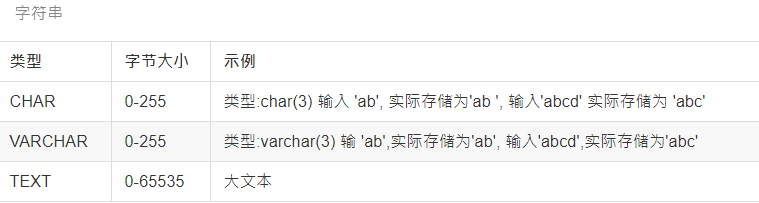 字符串
类型 字节大小 示例
CHAR 0-255 类型:char(3) 输入 'ab', 实际存储为'ab ', 输入'abcd' 实际存储为 'abc'
VARCHAR 0-255 类型:varchar(3) 输 'ab',实际存储为'ab', 输入'abcd',实际存储为'abc'
TEXT 0-65535 大文本